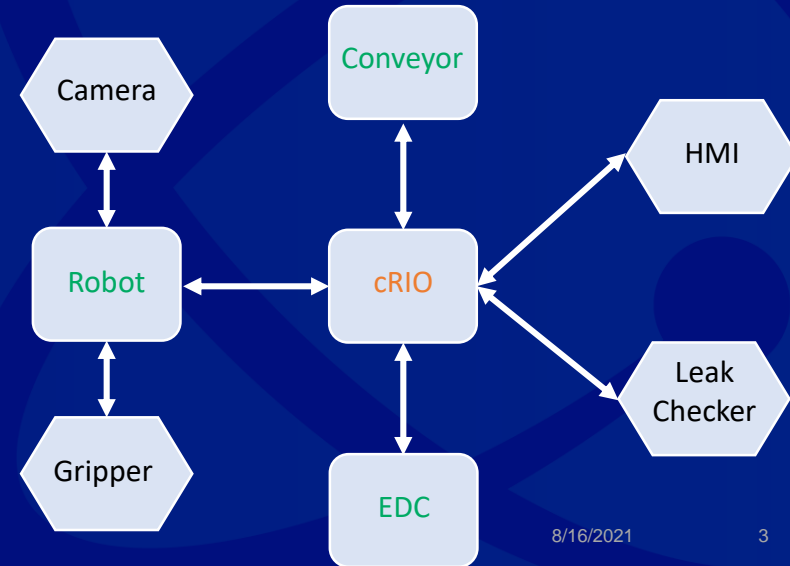 Conveyor
Camera
HMI
Robot
cRIO
Leak
Checker
Gripper
EDC
8/16/2021
3